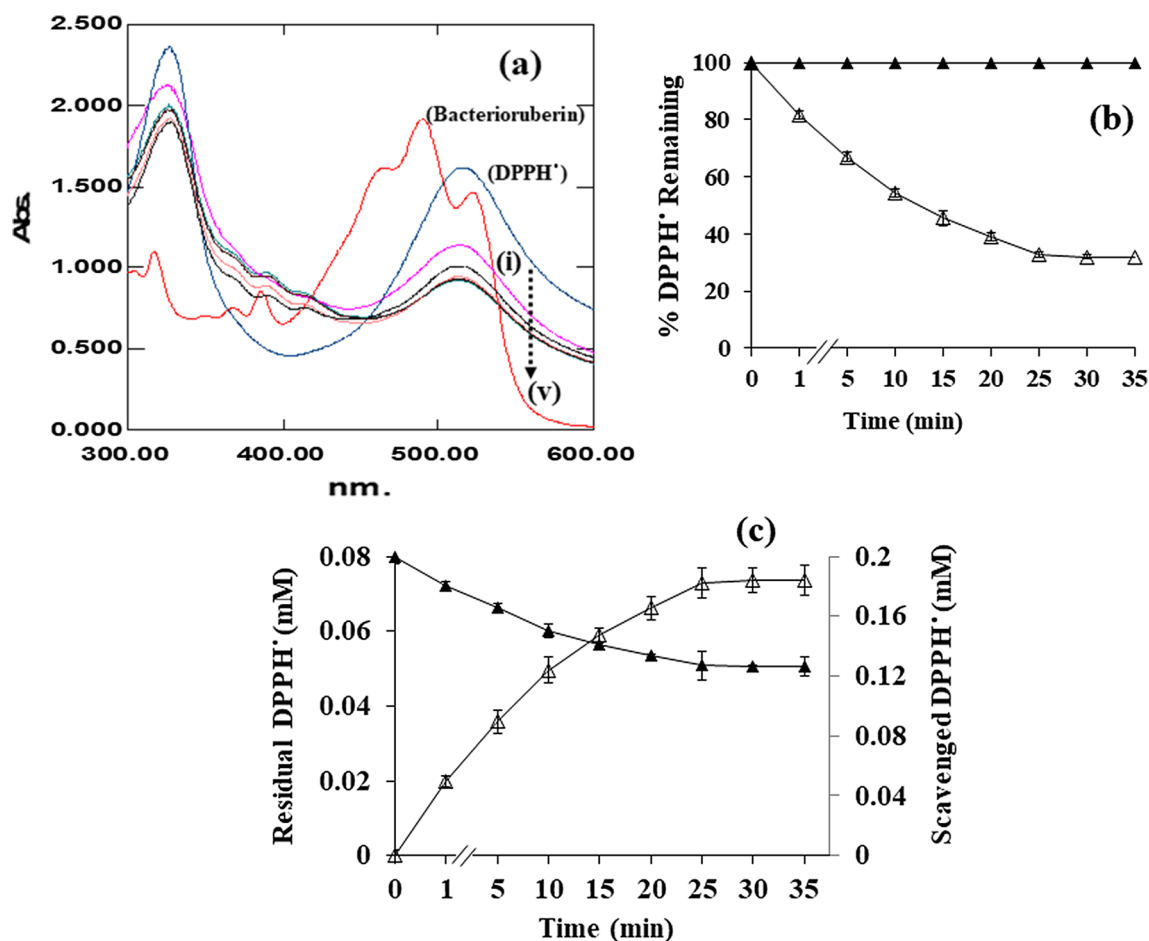 2.500
2.000
1.500
1.000
0.500
0.000
Abs.
(a)
(Bacterioruberin)
(DPPH•)
(i)
(v)
300.00 400.00 500.00 600.00
nm.
100
80
60
40
20
0
% DPPH• Remaining
(b)
0 1 5 10 15 20 25 30 35
Time (min)
(c)
0.08
0.06
0.04
0.02
0
Residual DPPH• (mM)
0.2
0.16
0.12
0.08
0.04
0
Scavenged DPPH• (mM)
0 1 5 10 15 20 25 30 35
Time (min)